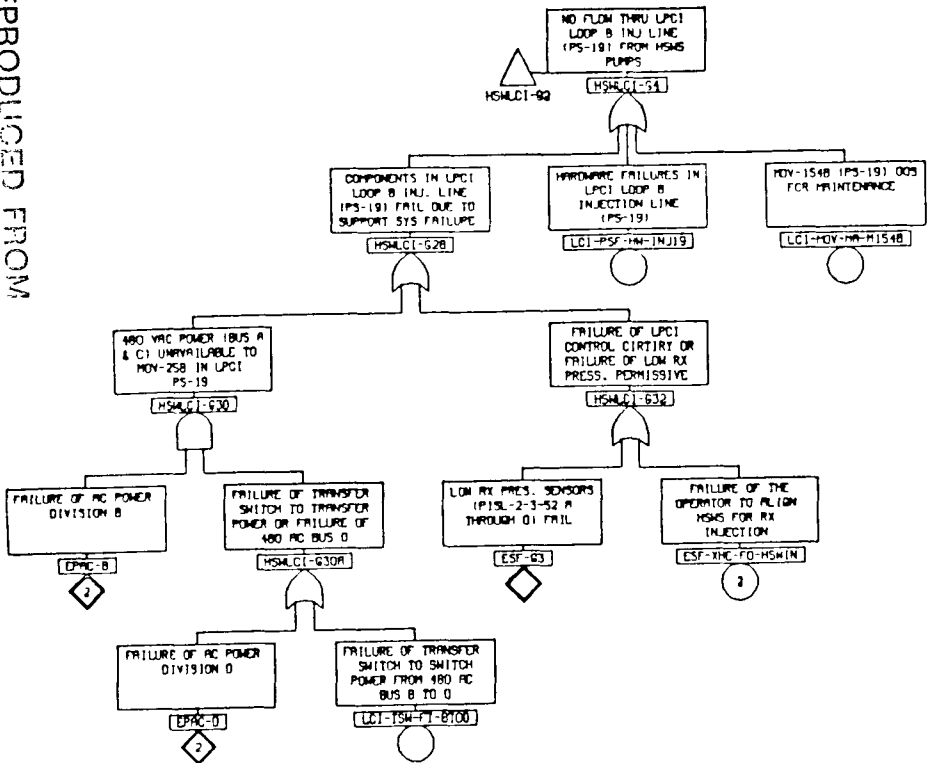 REPRODUCED FROM
NO FLOW THRU LPCI
LOOP B INJ LINE
(PS-19) FROM HSWS
PUMPS
HSWLCI-G2
HSWLCI-G4
COMPONENTS IN LPCI
LOOP B INJ. LINE
(PS-19) FAIL DUE TO
SUPPORT SYS FAILURE
HSWLCI-G28
HARDWARE FAILURES IN
LPCI LOOP B
INJECTION LINE
(PS-19)
LCI-PSF-HW-INJ19
MOV-154B (PS-19) OOS
FOR MAINTENANCE
LCI-MOV-MA-M154B
480 VAC POWER (BUS A
& C) UNAVAILABLE TO
MOV-25B IN LPCI
PS-19
HSWLCI-G30
FAILURE OF LPCI
CONTROL CIRTIRY OR
FAILURE OF LOW RX
PRESS. PERMISSIVE
HSWLCI-G32
FAILURE OF AC POWER
DIVISION B
EPAC-B
2
FAILURE OF TRANSFER
SWITCH TO TRANSFER
POWER OR FAILURE OF
480 AC BUS D
HSWLCI-G30A
LOW RX PRES. SENSORS
(PISL-2-3-52 A
THROUGH D) FAIL
ESF-G3
FAILURE OF THE
OPERATOR TO ALIGN
HSWS FOR RX
INJECTION
ESF-XHE-FO-HSWIN
2
FAILURE OF AC POWER
DIVISION D
EPAC-D
2
FAILURE OF TRANSFER
SWITCH TO SWITCH
POWER FROM 480 AC
BUS B TO D
LCI-TSW-FT-BTOD